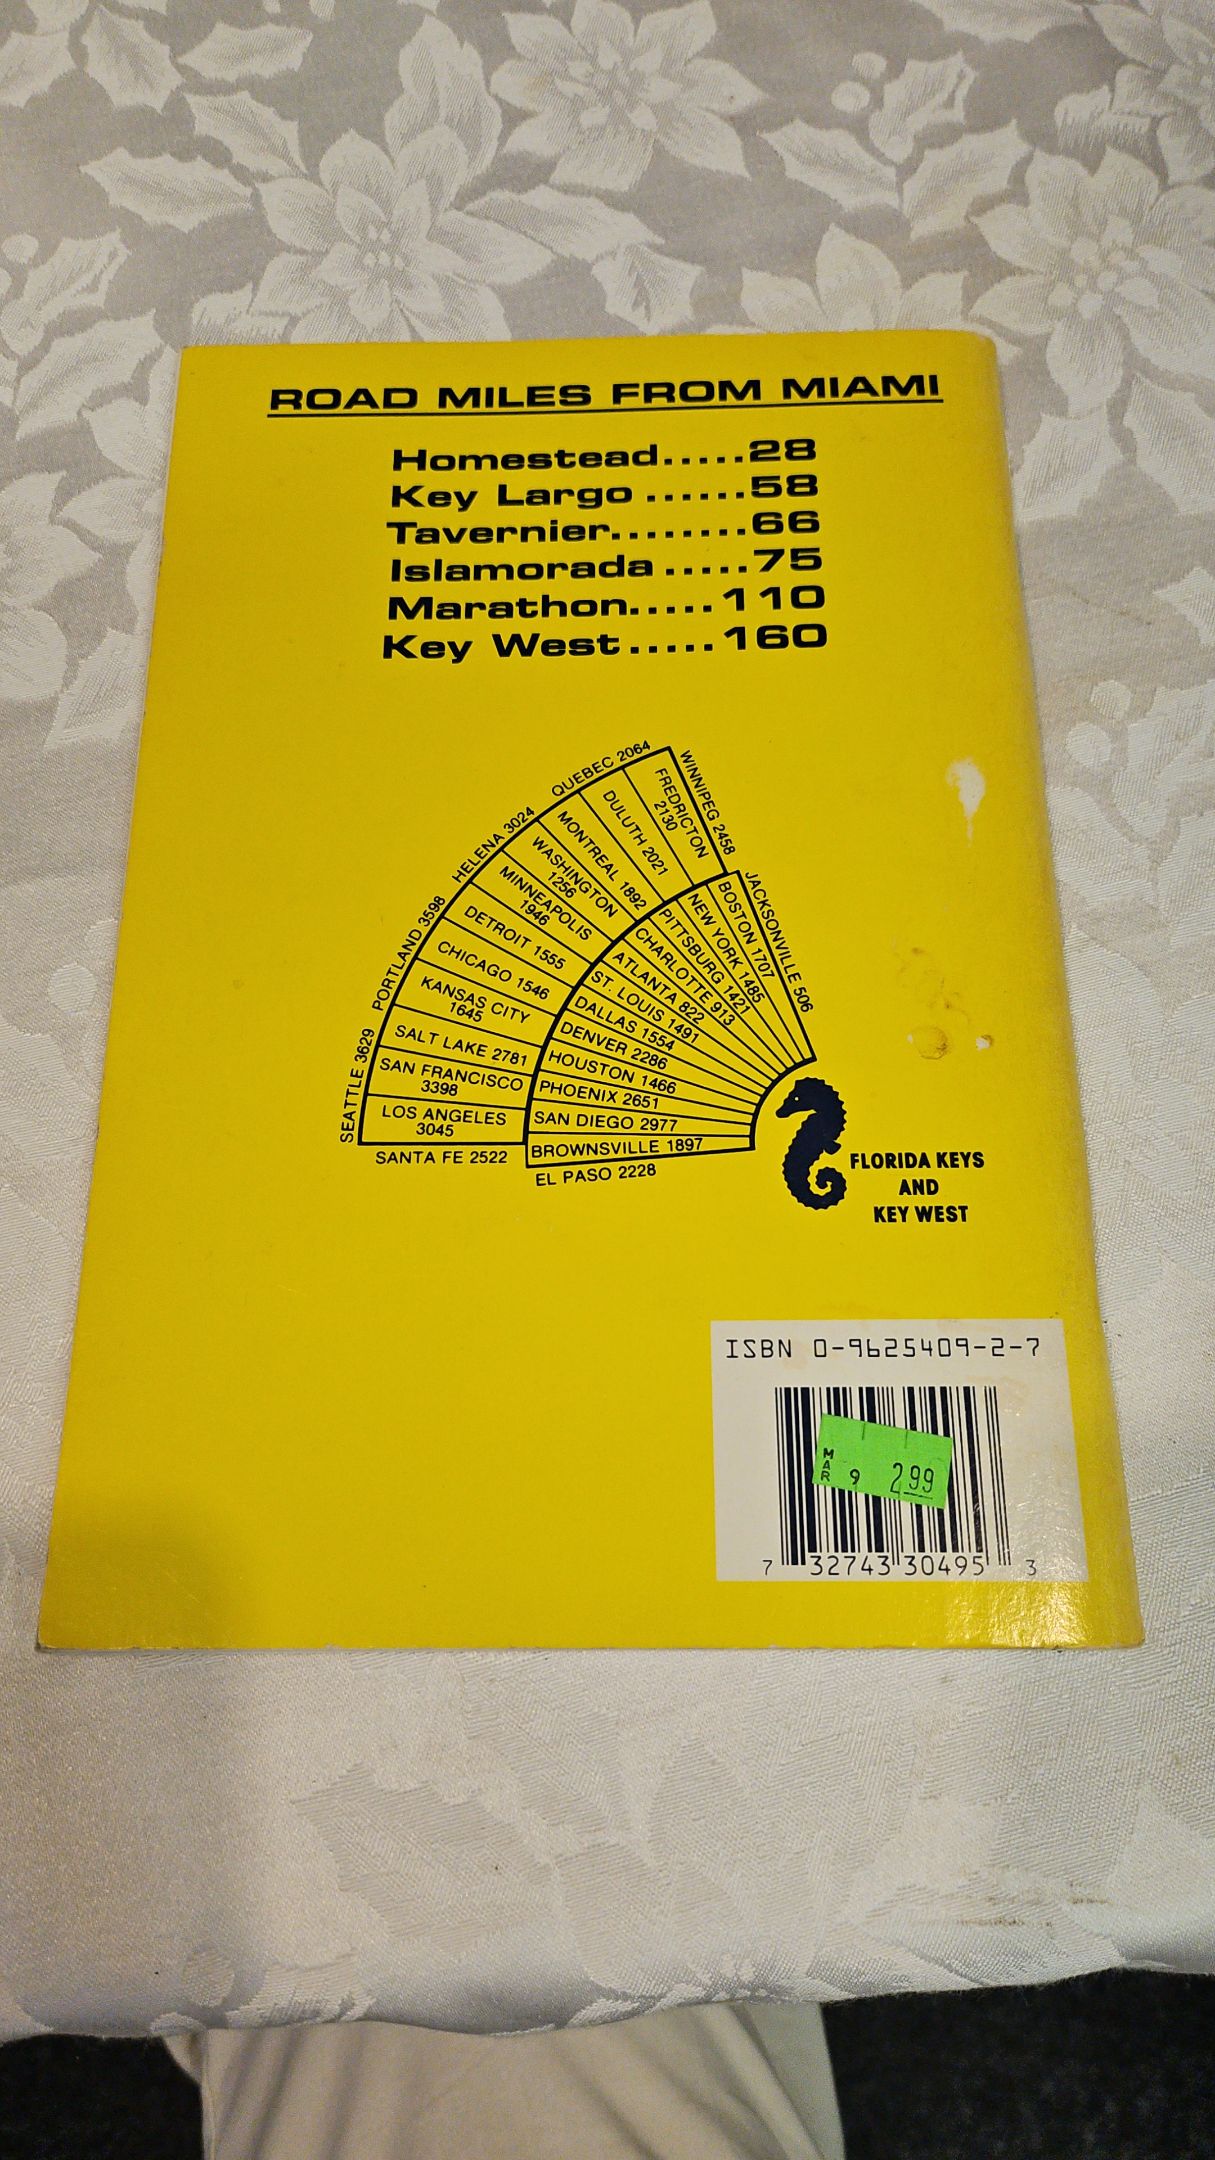 ROAD MILES FROM MIAMI
Homestead.....28
Key Largo ......58
Tavernier........66
Islamorada .....75
Marathon.....110
Key West.....160
SEATTLE 3629
PORTLAND 3598
HELENA 3024
QUEBEC 2064
WINNIPEG 2458
FREDRICTON
2130
DULUTH 2021
MONTREAL 1892
WASHINGTON
1256
MINNEAPOLIS
1946
DETROIT 1555
CHICAGO 1546
KANSAS CITY
1645
SALT LAKE 2781
SAN FRANCISCO
3398
LOS ANGELES
3045
SANTA FE 2522
JACKSONVILLE 506
BOSTON 1707
NEW YORK 1485
PITTSBURG 1421
CHARLOTTE 913
ATLANTA 822
ST. LOUIS 1491
DALLAS 1554
DENVER 2286
HOUSTON 1466
PHOENIX 2651
SAN DIEGO 2977
BROWNSVILLE 1897
EL PASO 2228
FLORIDA KEYS
AND
KEY WEST
ISBN 0-9625409-2-7
MAR 9 2.99
7 32743 30495 3